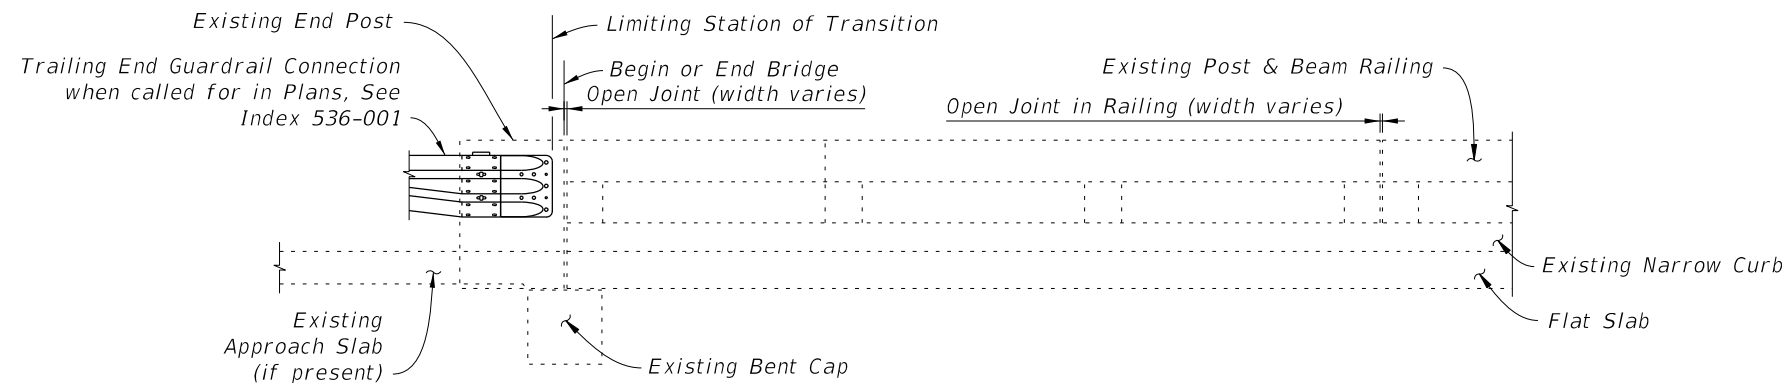 Existing End Post
Limiting Station of Transition
Trailing End Guardrail Connection
when called for in Plans, See
Index 536-001
Begin or End Bridge
Open Joint (width varies)
Existing Post & Beam Railing
Open Joint in Railing (width varies)
Existing Narrow Curb
Flat Slab
Existing
Approach Slab
(if present)
Existing Bent Cap